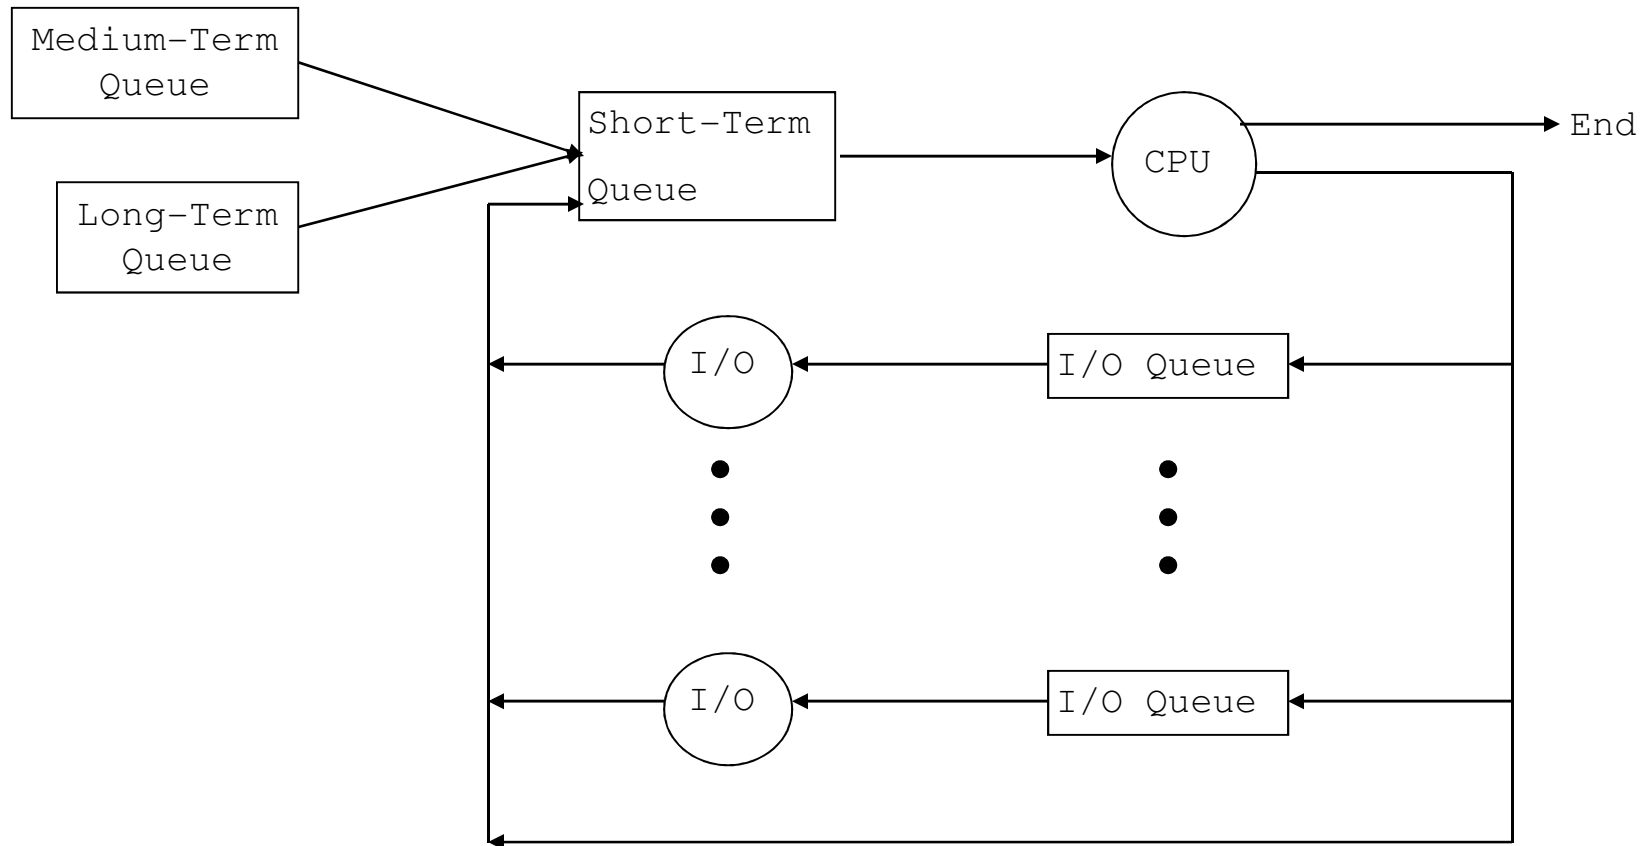 Medium-Term
Queue
Long-Term
Queue
Short-Term
Queue
CPU
End
I/O
I/O Queue
I/O
I/O Queue